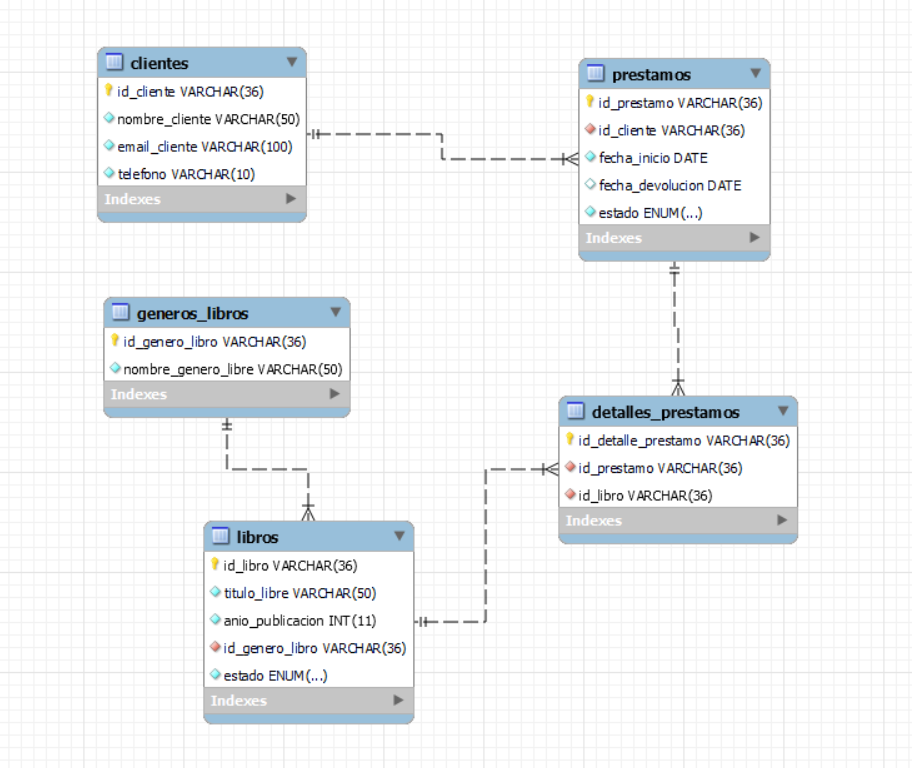 clientes
id_cliente VARCHAR(36)
nombre_cliente VARCHAR(50)
email_cliente VARCHAR(100)
telefono VARCHAR(10)
Indexes
prestamos
id_prestamo VARCHAR(36)
id_cliente VARCHAR(36)
fecha_inicio DATE
fecha_devolucion DATE
estado ENUM(...)
Indexes
generos_libros
id_genero_libro VARCHAR(36)
nombre_genero_libre VARCHAR(50)
Indexes
detalles_prestamos
id_detalle_prestamo VARCHAR(36)
id_prestamo VARCHAR(36)
id_libro VARCHAR(36)
Indexes
libros
id_libro VARCHAR(36)
titulo_libre VARCHAR(50)
anio_publicacion INT(11)
id_genero_libro VARCHAR(36)
estado ENUM(...)
Indexes